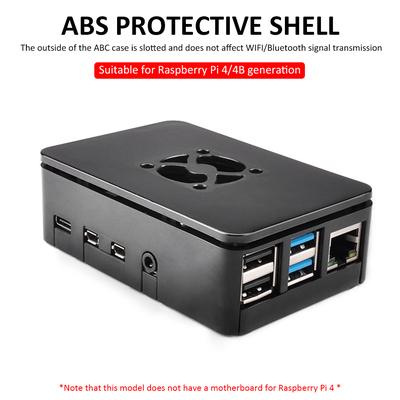 ABS PROTECTIVE SHELL
The outside of the ABC case is slotted and does not affect WIFI/Bluetooth signal transmission
Suitable for Raspberry Pi 4/4B generation
*Note that this model does not have a motherboard for Raspberry Pi 4 *